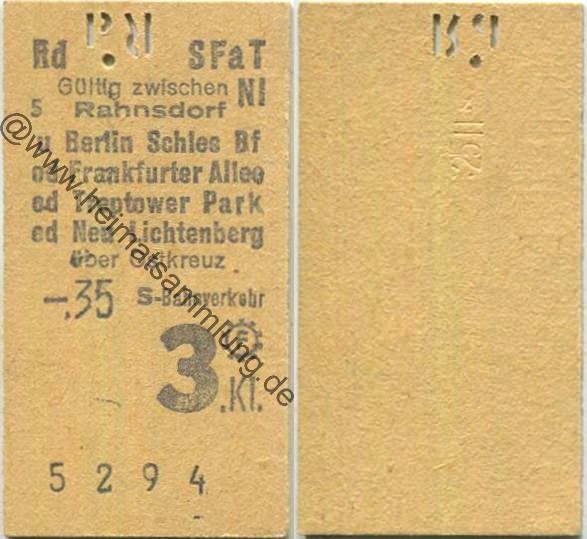 Rd SFaT
Gültig zwischen NI
5 Rahnsdorf
u Berlin Schles Bf
od Frankfurter Allee
od Treptower Park
od Neu Lichtenberg
über Ostkreuz
-.35 S-Bahnverkehr
3.Kl.
5294
@www.heimatsammlung.de